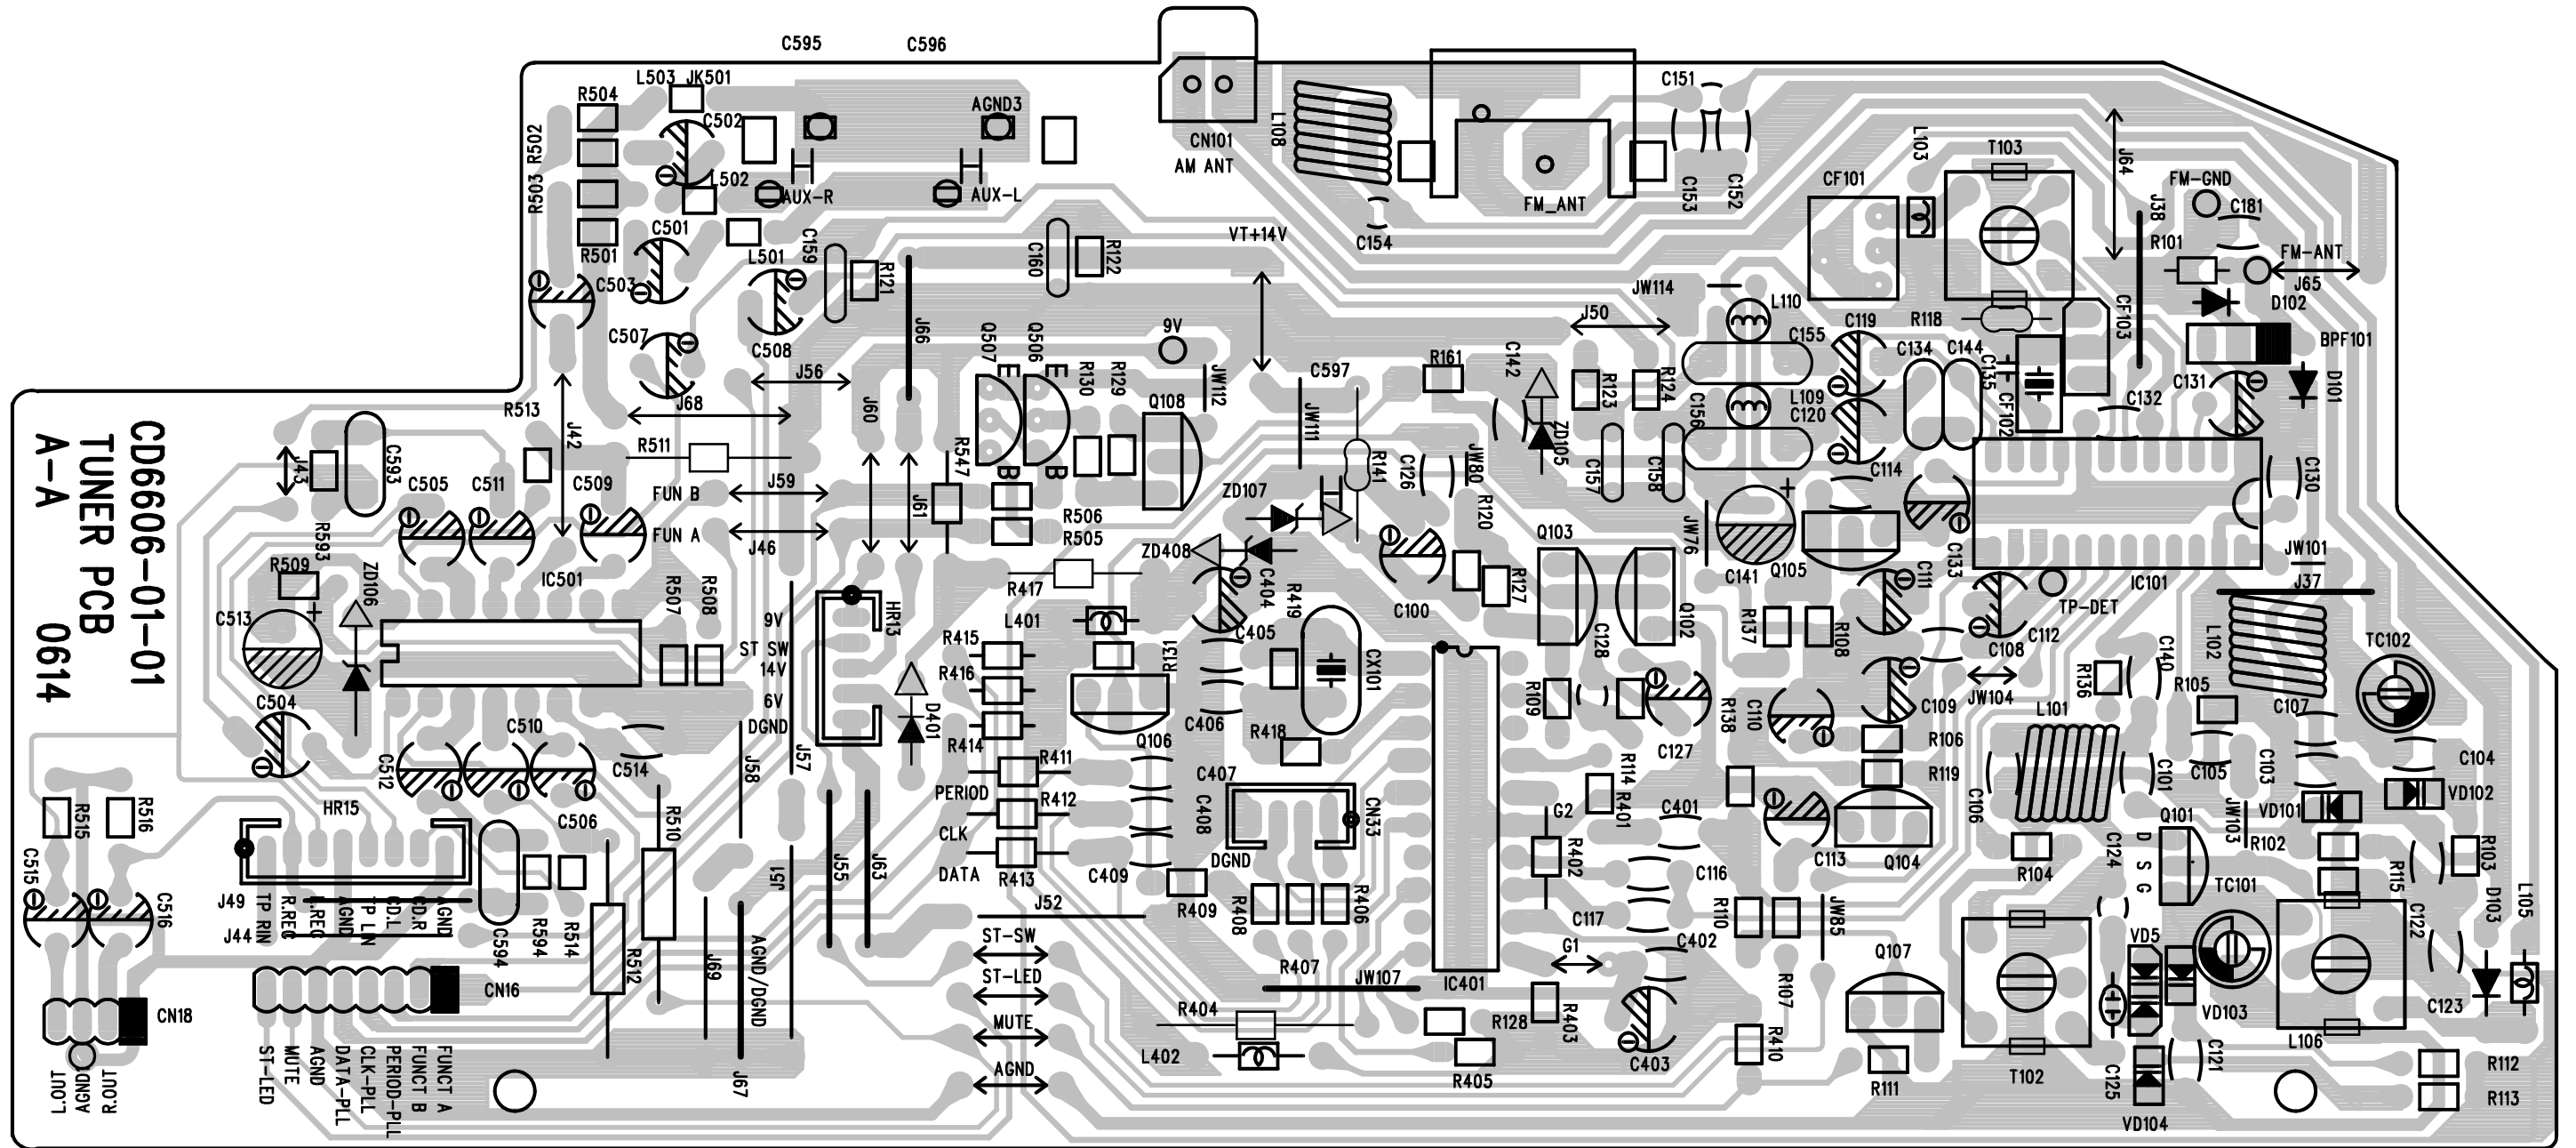 C595
C596
L503
JK501
R504
C502
AGND3
R502
R503
L502
AUX-R
AUX-L
R501
C501
L501
C503
C159
R121
C160
R122
C507
C508
CN101
AM ANT
L108
C154
FM_ANT
C151
C153
C152
VT+14V
CF101
L103
T103
J64
J38
FM-GND
C181
R101
FM-ANT
J65
D102
BPF101
D101
CF103
R118
JW114
L110
J50
C155
C119
C134
C144
C135
CF102
C132
C131
L109
C120
C156
C114
C130
J66
J56
J68
J60
J61
J59
J46
J42
J43
9V
JW112
Q507
Q506
E
E
B
B
R130
R129
Q108
R547
R506
R505
C597
JW111
R141
R161
C142
ZD105
R123
R124
C157
C158
C126
JW80
R120
R127
ZD107
ZD408
C404
C100
Q103
Q102
JW76
C141
Q105
C133
C111
TP-DET
IC101
JW101
J37
CD6606-01-01
TUNER PCB
A-A 0614
R513
R511
C593
C505
C511
C509
FUN B
FUN A
R593
R509
ZD106
IC501
C513
C504
R507
R508
C512
C510
C514
C506
HR15
R515
R516
C515
C516
CN18
L.OUT
AGND
R.OUT
J49
J44
TP RIN
R.REC
L.REC
AGND
TP LIN
CD.L
CD.R
AGND
CN16
ST-LED
MUTE
AGND
DATA-PLL
CLK-PLL
PERIOD-PLL
FUNCT B
FUNCT A
C594
R594
R514
R512
R510
J69
J67
AGND/DGND
J58
J57
J51
J55
J63
9V
ST SW
14V
6V
DGND
HR13
D401
R417
L401
R415
R416
R414
R131
Q106
R411
R412
R413
PERIOD
CLK
DATA
J52
ST-SW
ST-LED
MUTE
AGND
C405
C406
R419
CX101
R418
C407
C408
C409
CN33
DGND
R409
R408
R407
R406
JW107
R404
L402
IC401
R128
R405
R403
G2
R402
G1
R401
R114
C401
C116
C117
C402
C403
R109
C128
C127
R137
R108
R138
C110
C109
C108
C112
JW104
R106
R119
C113
Q104
R110
JW85
R107
R410
Q107
R111
R136
C140
R105
L101
C106
C101
C105
L102
C107
TC102
C103
C104
VD101
VD102
JW103
Q101
D S G
R102
R103
R104
C124
TC101
R115
C122
D103
L105
VD5
VD103
L106
C123
T102
C125
C121
VD104
R112
R113